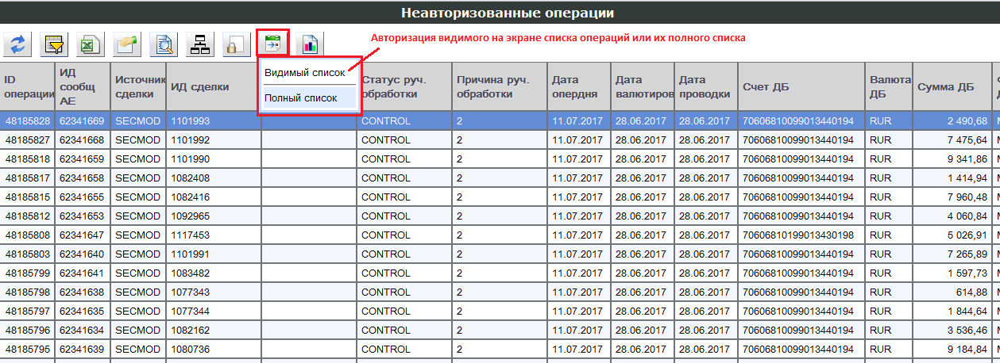 Неавторизованные операции
Авторизация видимого на экране списка операций или их полного списка
Видимый список
Полный список
ID операции ИД сообщ АЕ Источник сделки ИД сделки Статус руч. обработки Причина руч. обработки Дата опердня Дата валютиров Дата проводки Счет ДБ Валюта ДБ Сумма ДБ
48185828 62341669 SECMOD 1101993 CONTROL 2 11.07.2017 28.06.2017 28.06.2017 70606810099013440194 RUR 2 490,68
48185827 62341668 SECMOD 1101992 CONTROL 2 11.07.2017 28.06.2017 28.06.2017 70606810099013440194 RUR 7 475,64
48185818 62341659 SECMOD 1101990 CONTROL 2 11.07.2017 28.06.2017 28.06.2017 70606810099013440194 RUR 9 341,86
48185817 62341658 SECMOD 1082408 CONTROL 2 11.07.2017 28.06.2017 28.06.2017 70606810099013440194 RUR 1 414,94
48185815 62341655 SECMOD 1082416 CONTROL 2 11.07.2017 28.06.2017 28.06.2017 70606810099013440194 RUR 7 960,48
48185812 62341653 SECMOD 1092965 CONTROL 2 11.07.2017 28.06.2017 28.06.2017 70606810099013440194 RUR 4 060,84
48185808 62341647 SECMOD 1117453 CONTROL 2 11.07.2017 28.06.2017 28.06.2017 70606810199013430198 RUR 5 026,91
48185803 62341640 SECMOD 1101991 CONTROL 2 11.07.2017 28.06.2017 28.06.2017 70606810099013440194 RUR 7 265,89
48185799 62341641 SECMOD 1083482 CONTROL 2 11.07.2017 28.06.2017 28.06.2017 70606810099013440194 RUR 1 597,73
48185798 62341638 SECMOD 1077343 CONTROL 2 11.07.2017 28.06.2017 28.06.2017 70606810099013440194 RUR 614,88
48185797 62341635 SECMOD 1077344 CONTROL 2 11.07.2017 28.06.2017 28.06.2017 70606810099013440194 RUR 1 844,64
48185796 62341634 SECMOD 1082162 CONTROL 2 11.07.2017 28.06.2017 28.06.2017 70606810099013440194 RUR 3 536,46
48185795 62341639 SECMOD 1080736 CONTROL 2 11.07.2017 28.06.2017 28.06.2017 70606810099013440194 RUR 9 184,84